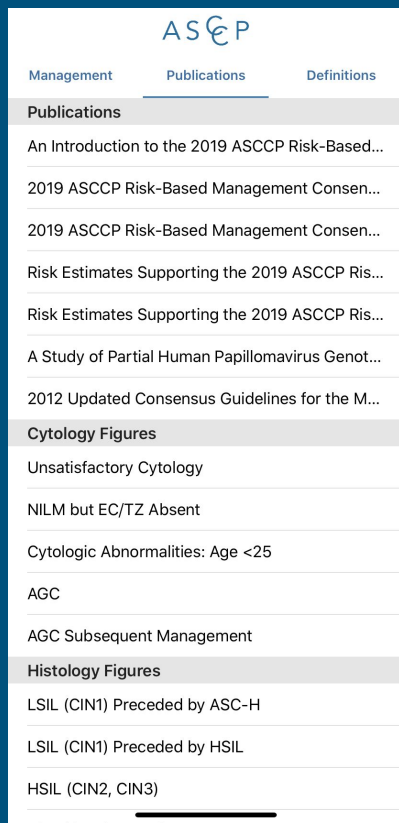 ASCCP
Management Publications Definitions
Publications
An Introduction to the 2019 ASCCP Risk-Based...
2019 ASCCP Risk-Based Management Consen...
2019 ASCCP Risk-Based Management Consen...
Risk Estimates Supporting the 2019 ASCCP Ris...
Risk Estimates Supporting the 2019 ASCCP Ris...
A Study of Partial Human Papillomavirus Genot...
2012 Updated Consensus Guidelines for the M...
Cytology Figures
Unsatisfactory Cytology
NILM but EC/TZ Absent
Cytologic Abnormalities: Age <25
AGC
AGC Subsequent Management
Histology Figures
LSIL (CIN1) Preceded by ASC-H
LSIL (CIN1) Preceded by HSIL
HSIL (CIN2, CIN3)